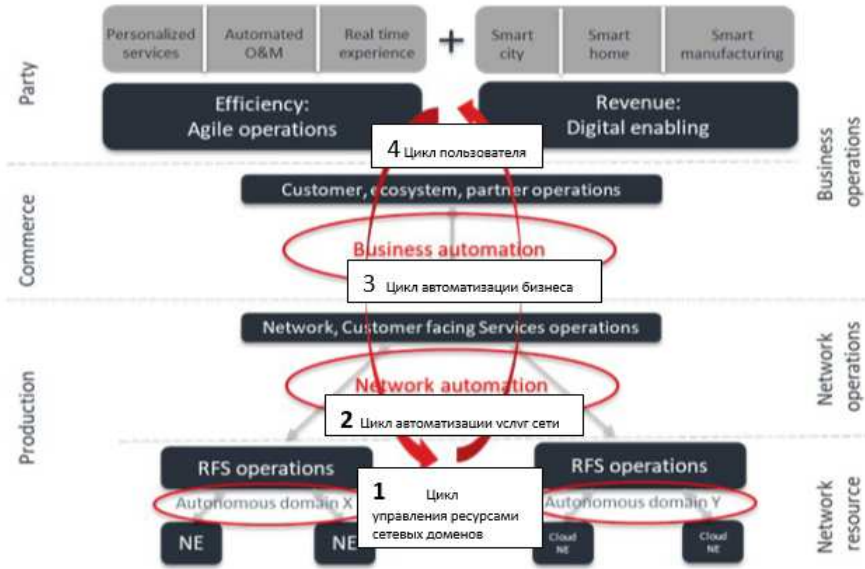 Personalized services
Automated O&M
Real time experience
+
Smart city
Smart home
Smart manufacturing
Party
Efficiency:
Agile operations
Revenue:
Digital enabling
Business operations
4 Цикл пользователя
Customer, ecosystem, partner operations
Commerce
Business automation
3 Цикл автоматизации бизнеса
Network, Customer facing Services operations
Network operations
Production
Network automation
2 Цикл автоматизации услуг сети
RFS operations
RFS operations
1 Цикл
управления ресурсами
сетевых доменов
Autonomous domain X
Autonomous domain Y
Network resource
NE
NE
Cloud NE
Cloud NE